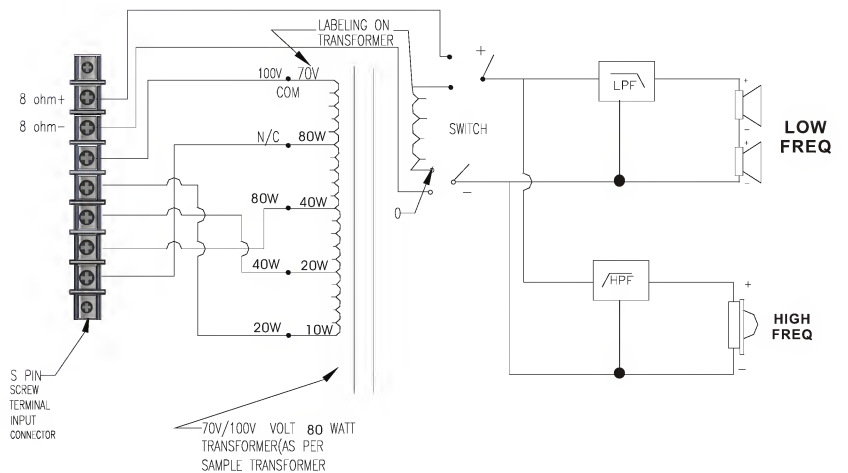 LABELING ON
TRANSFORMER
8 ohm+
8 ohm-
100V 70V
COM
N/C 80W
80W 40W
40W 20W
20W 10W
+
SWITCH
-
LPF
+
-
+
-
LOW
FREQ
HPF
+
-
HIGH
FREQ
S PIN
SCREW
TERMINAL
INPUT
CONNECTOR
70V/100V VOLT 80 WATT
TRANSFORMER(AS PER
SAMPLE TRANSFORMER